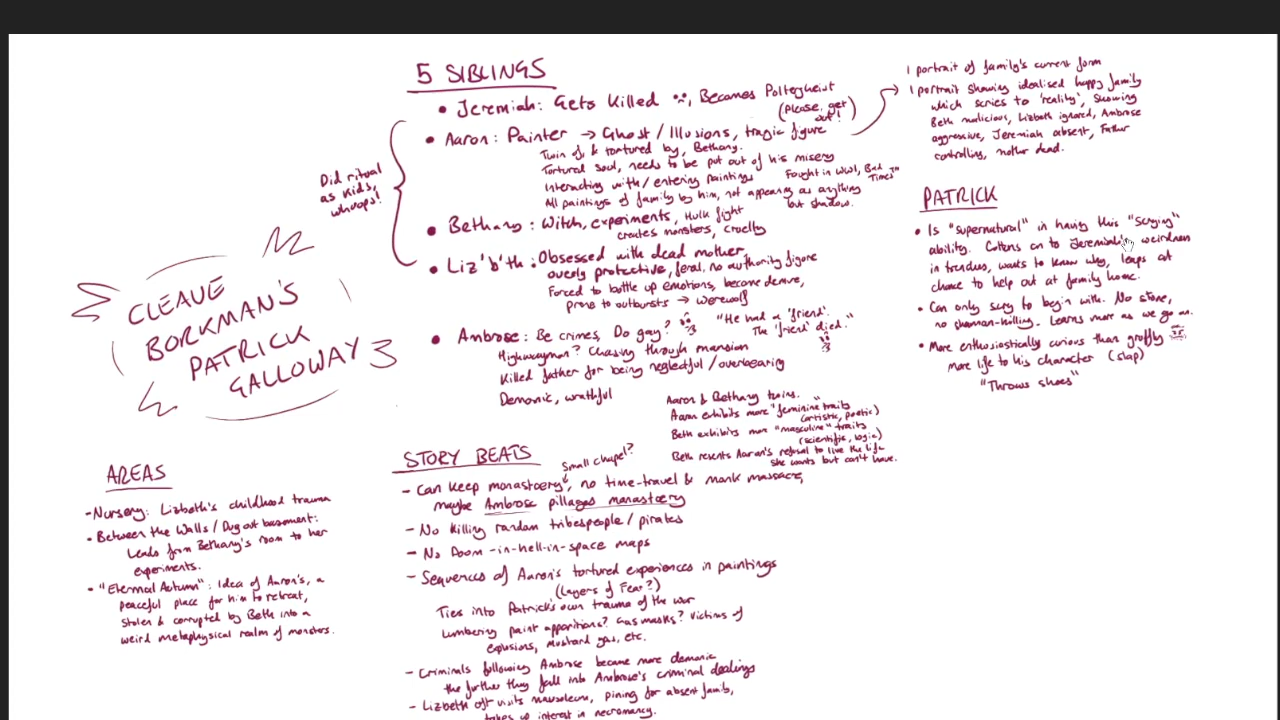 CLEAVE
BORKMAN'S
PATRICK
GALLOWAY 3
5 SIBLINGS
Did ritual
as kids,
whoops!
• Jeremiah: Gets Killed :(, Becomes Poltergheist
(Please, get
out!)
• Aaron: Painter → Ghost / Illusions, tragic figure
Twin of, & tortured by, Bethany.
Tortured soul, needs to be put out of his misery
Interacting with/entering paintings
Fought in WWI, Bad
Times™
All paintings of family by him, not appearing as anything
but shadow.
• Bethany: Witch, experiments, Hulk fight
creates monsters, cruelty
• Liz'b'th: Obsessed with dead mother,
overly protective, feral, no authority figure
Forced to bottle up emotions, become demure,
prone to outbursts → Werewolf
• Ambrose: Be crimes, Do gay?
"He had a 'friend'.
The 'friend' died."
Highwayman? Chasing through mansion
Killed father for being neglectful / overbearing
Demonic, wrathful
Aaron & Bethany twins.
Aaron exhibits more "feminine" traits
(artistic, poetic)
Beth exhibits more "masculine" traits
(scientific, logic)
Beth resents Aaron's refusal to live the life
she wants but can't have.
1 portrait of family's current form
1 portrait showing idealised happy family
which scries to 'reality', showing
Beth malicious, Lizbeth ignored, Ambrose
aggressive, Jeremiah absent, Father
controlling, mother dead.
PATRICK
• Is "supernatural" in having this "scrying"
ability. Cottons on to Jeremiah's weirdness
in trenches, wants to know why, leaps at
chance to help out at family home.
• Can only scry to begin with. No stone,
no shaman-killing. Learns more as we go on.
• More enthusiastically curious than gruffly
more life to his character (slap)
"Throws shoes"
AREAS
- Nursery: Lizbeth's childhood trauma
• Between the Walls / Dug out basement:
Leads from Bethany's room to her
experiments.
• "Eternal Autumn": Idea of Aaron's, a
peaceful place for him to retreat,
stolen & corrupted by Beth into a
weird metaphysical realm of monsters.
STORY BEATS
Small chapel?
- Can keep monastery, no time-travel & monk massacre,
maybe Ambrose pillages monastery
- No killing random tribespeople / pirates
- No Doom-in-hell-in-space maps
- Sequences of Aaron's tortured experiences in paintings
(Layers of Fear?)
Ties into Patrick's own trauma of the war
Lumbering paint apparitions? Gas masks? Victims of
explosions, mustard gas, etc.
- Criminals following Ambrose became more demonic
the further they fall into Ambrose's criminal dealings
- Lizbeth oft visits mausoleum, pining for absent family,
takes up interest in necromancy.